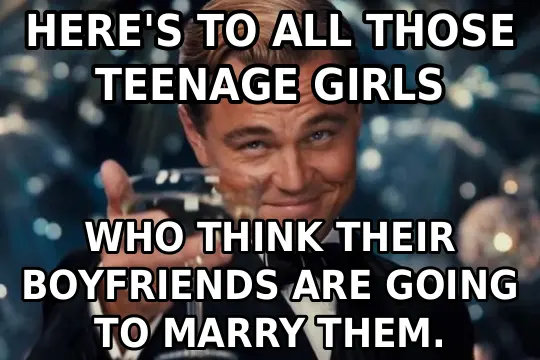 HERE'S TO ALL THOSE
TEENAGE GIRLS
WHO THINK THEIR
BOYFRIENDS ARE GOING
TO MARRY THEM.